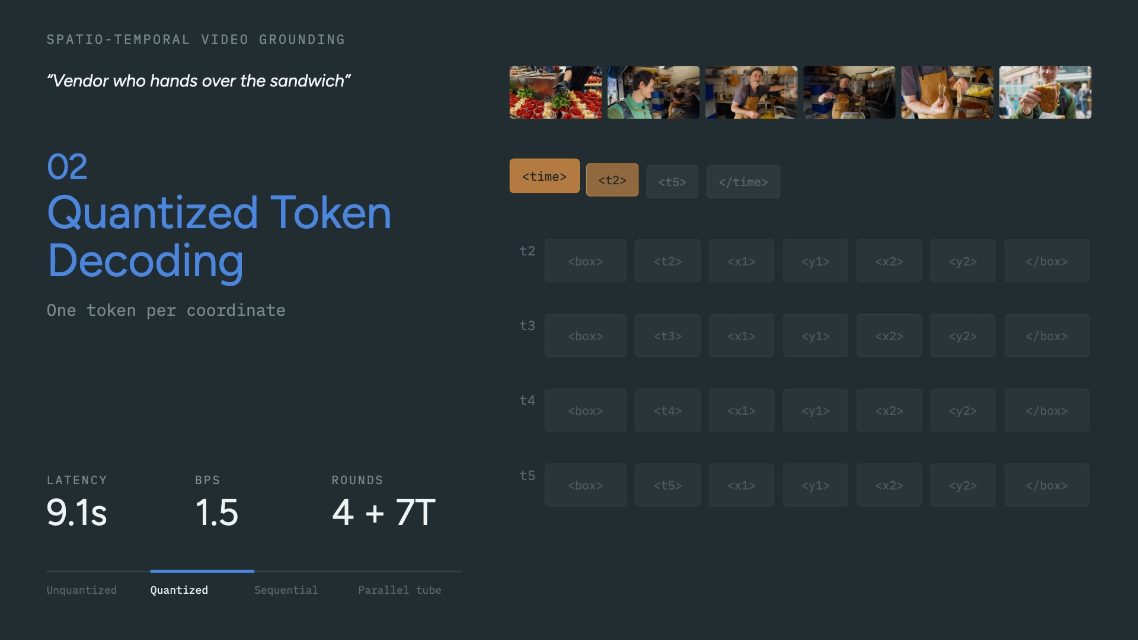 SPATIO-TEMPORAL VIDEO GROUNDING
“Vendor who hands over the sandwich”
02
Quantized Token
Decoding
One token per coordinate
LATENCY BPS ROUNDS
9.1s 1.5 4 + 7T
Unquantized Quantized Sequential Parallel tube
<time> <t2> <t5> </time>
t2 <box> <t2> <x1> <y1> <x2> <y2> </box>
t3 <box> <t3> <x1> <y1> <x2> <y2> </box>
t4 <box> <t4> <x1> <y1> <x2> <y2> </box>
t5 <box> <t5> <x1> <y1> <x2> <y2> </box>